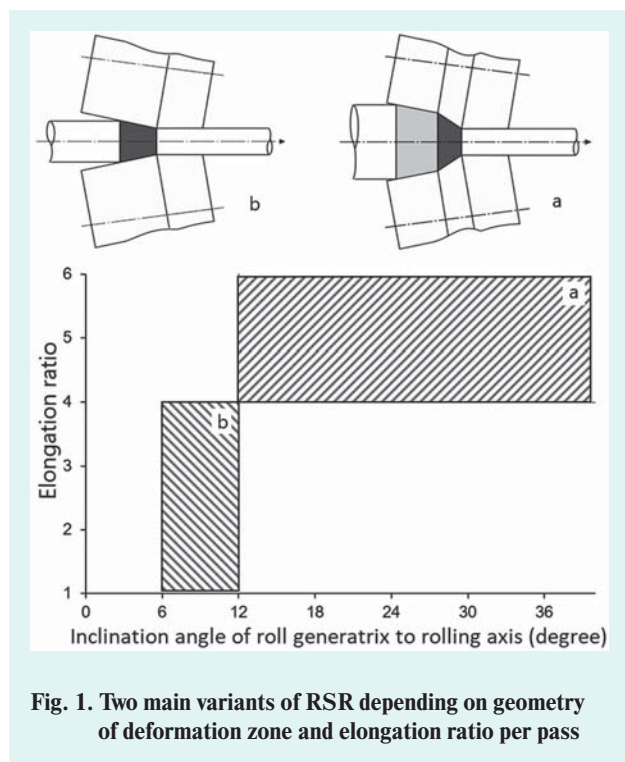 b
a
6
5
4
3
2
1
Elongation ratio
a
b
0 6 12 18 24 30 36
Inclination angle of roll generatrix to rolling axis (degree)
Fig. 1. Two main variants of RSR depending on geometry
of deformation zone and elongation ratio per pass